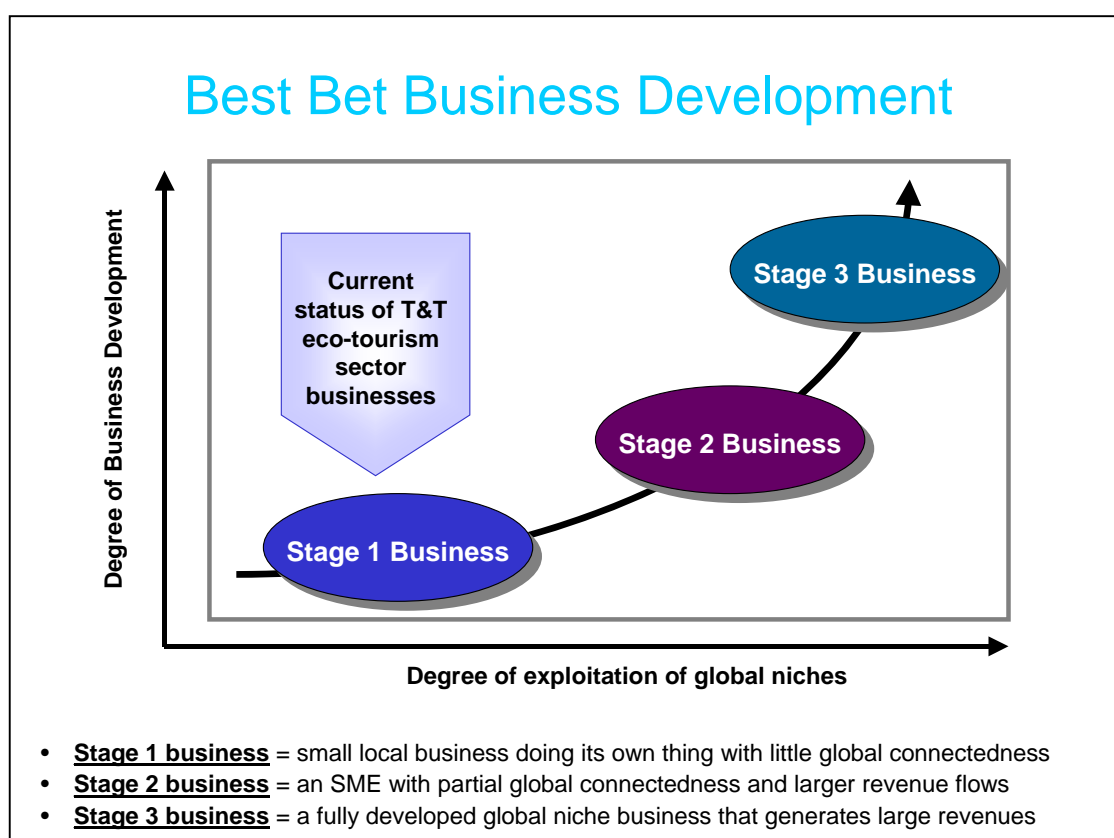 Best Bet Business Development
Degree of Business Development
Current
status of T&T
eco-tourism
sector
businesses
Stage 3 Business
Stage 2 Business
Stage 1 Business
Degree of exploitation of global niches
• Stage 1 business = small local business doing its own thing with little global connectedness
• Stage 2 business = an SME with partial global connectedness and larger revenue flows
• Stage 3 business = a fully developed global niche business that generates large revenues